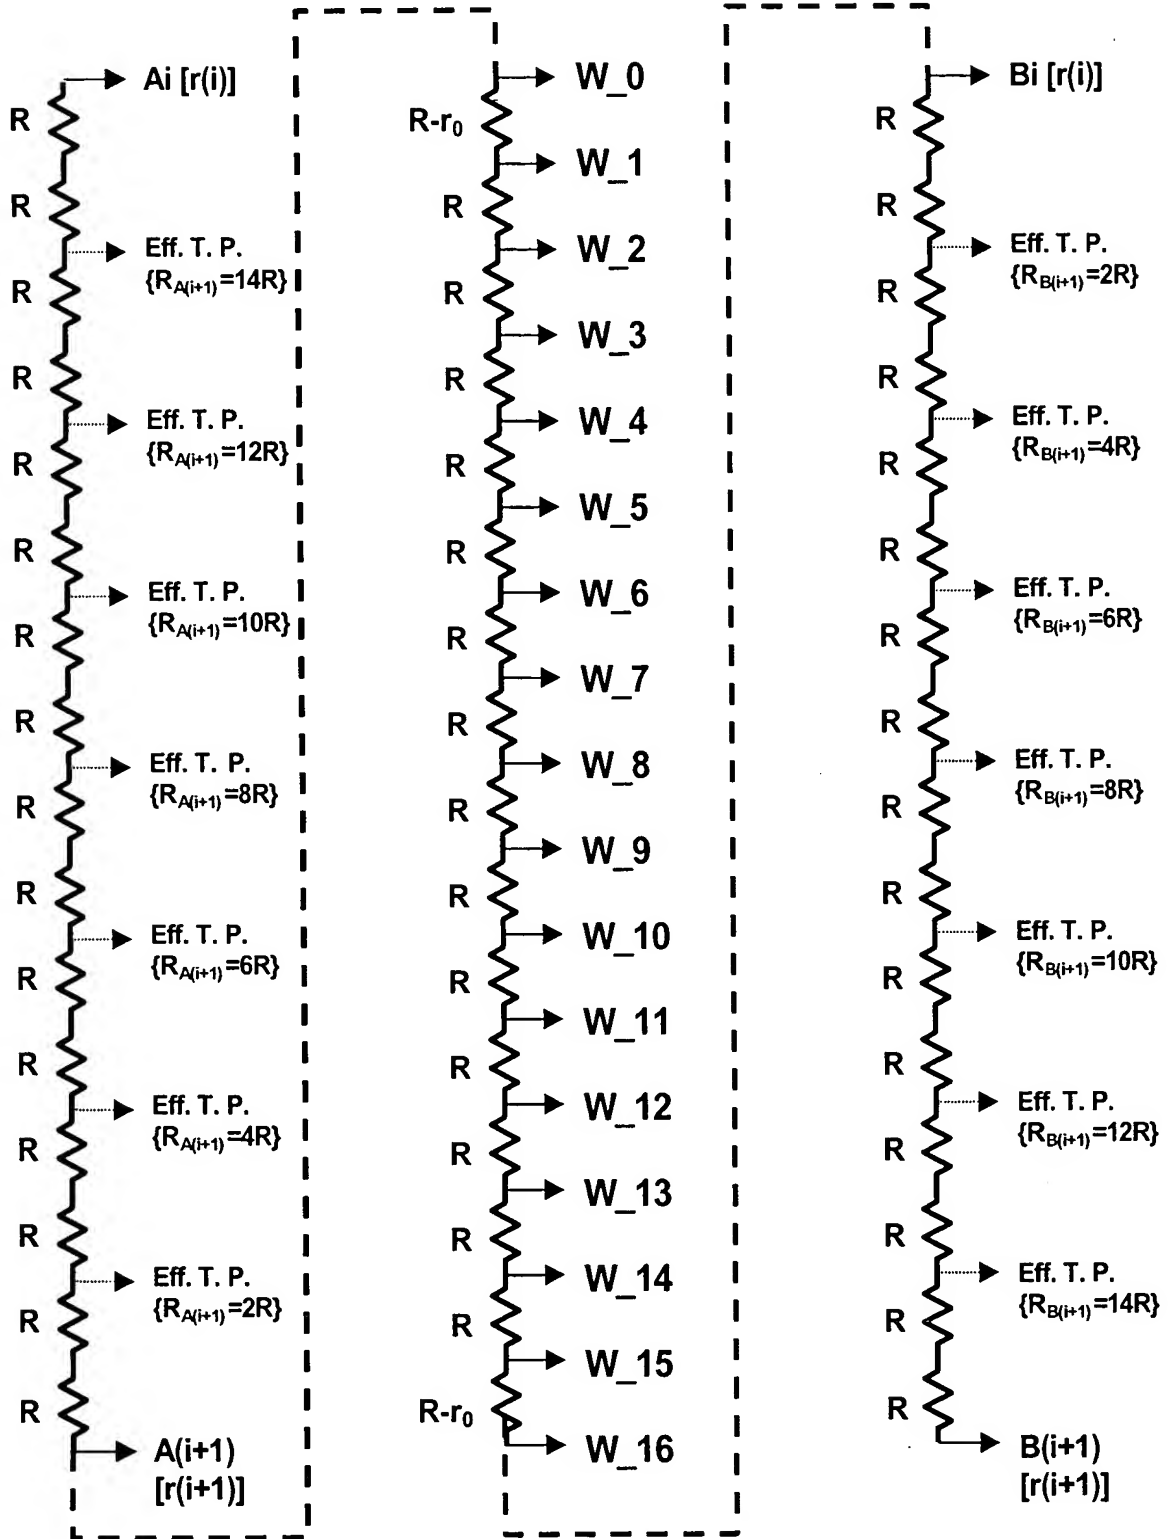 Ai [r(i)]
R
R
Eff. T. P.
{R_A(i+1)=14R}
R
R
Eff. T. P.
{R_A(i+1)=12R}
R
R
Eff. T. P.
{R_A(i+1)=10R}
R
R
Eff. T. P.
{R_A(i+1)=8R}
R
R
Eff. T. P.
{R_A(i+1)=6R}
R
R
Eff. T. P.
{R_A(i+1)=4R}
R
R
Eff. T. P.
{R_A(i+1)=2R}
R
R
A(i+1)
[r(i+1)]
W_0
R-r₀
W_1
R
W_2
R
W_3
R
W_4
R
W_5
R
W_6
R
W_7
R
W_8
R
W_9
R
W_10
R
W_11
R
W_12
R
W_13
R
W_14
R
W_15
R-r₀
W_16
Bi [r(i)]
R
R
Eff. T. P.
{R_B(i+1)=2R}
R
R
Eff. T. P.
{R_B(i+1)=4R}
R
R
Eff. T. P.
{R_B(i+1)=6R}
R
R
Eff. T. P.
{R_B(i+1)=8R}
R
R
Eff. T. P.
{R_B(i+1)=10R}
R
R
Eff. T. P.
{R_B(i+1)=12R}
R
R
Eff. T. P.
{R_B(i+1)=14R}
R
R
B(i+1)
[r(i+1)]